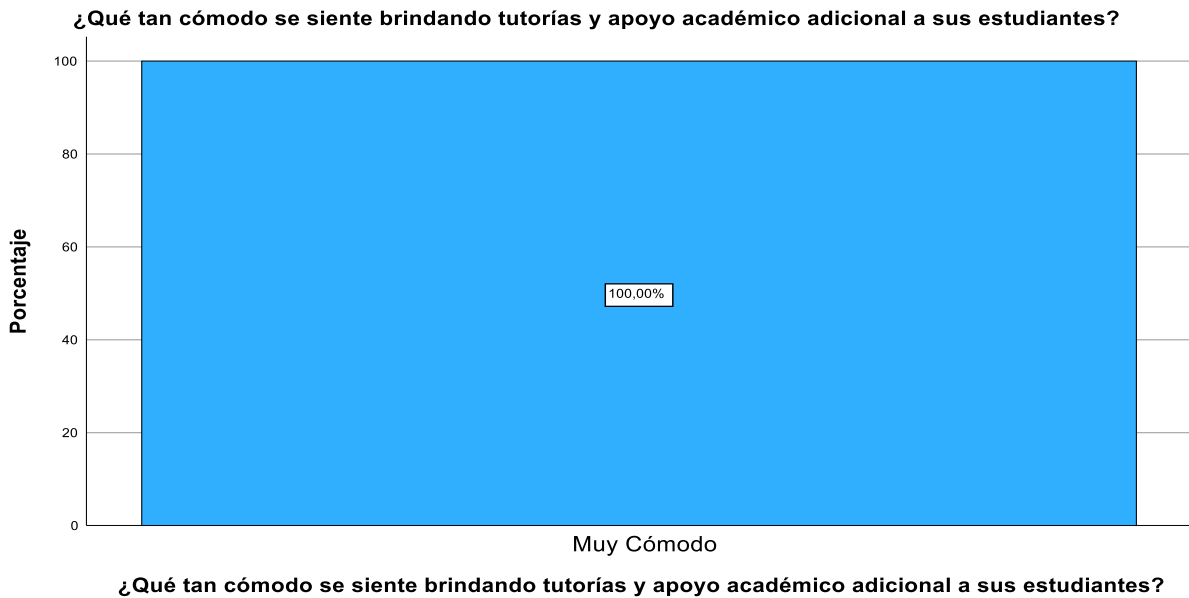 ¿Qué tan cómodo se siente brindando tutorías y apoyo académico adicional a sus estudiantes?
100
80
60
40
20
0
Porcentaje
100,00%
Muy Cómodo
¿Qué tan cómodo se siente brindando tutorías y apoyo académico adicional a sus estudiantes?